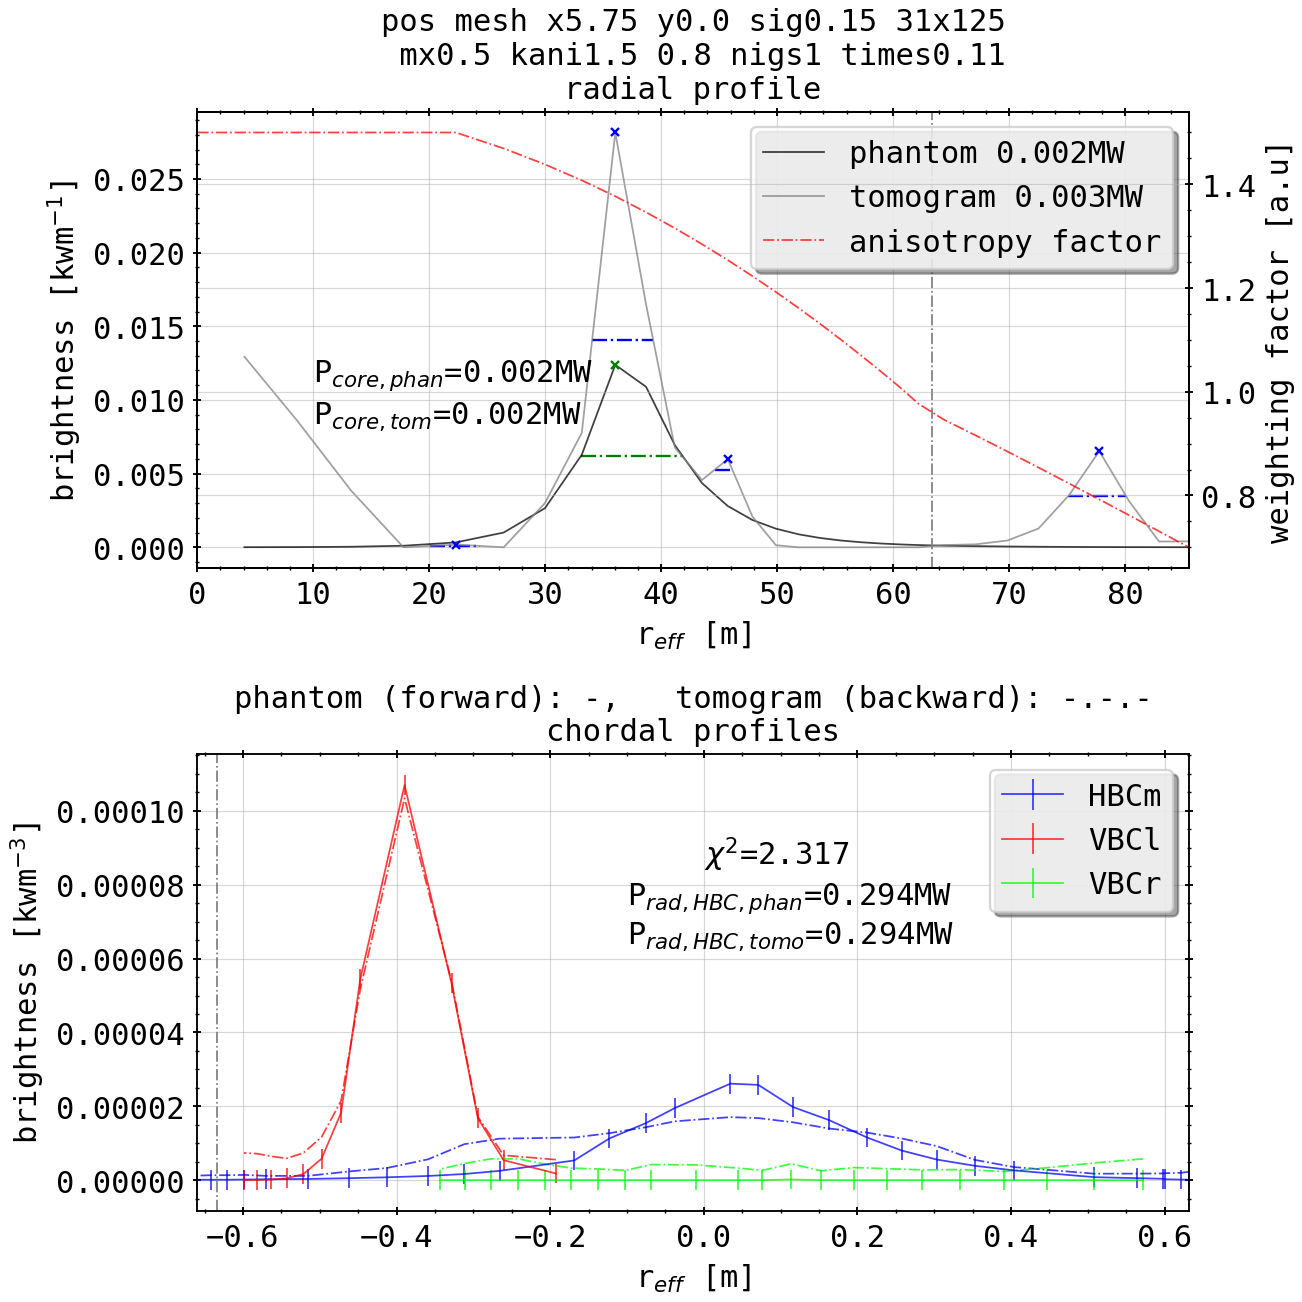 pos mesh x5.75 y0.0 sig0.15 31x125
mx0.5 kani1.5 0.8 nigs1 times0.11
radial profile
brightness [kwm⁻¹]
0.025
0.020
0.015
0.010
0.005
0.000
phantom 0.002MW
tomogram 0.003MW
anisotropy factor
P_core,phan=0.002MW
P_core,tom=0.002MW
1.4
1.2
1.0
0.8
weighting factor [a.u]
0 10 20 30 40 50 60 70 80
r_eff [m]
phantom (forward): -,   tomogram (backward): -.-.-
chordal profiles
brightness [kwm⁻³]
0.00010
0.00008
0.00006
0.00004
0.00002
0.00000
HBCm
VBCl
VBCr
χ²=2.317
P_rad,HBC,phan=0.294MW
P_rad,HBC,tomo=0.294MW
−0.6 −0.4 −0.2 0.0 0.2 0.4 0.6
r_eff [m]